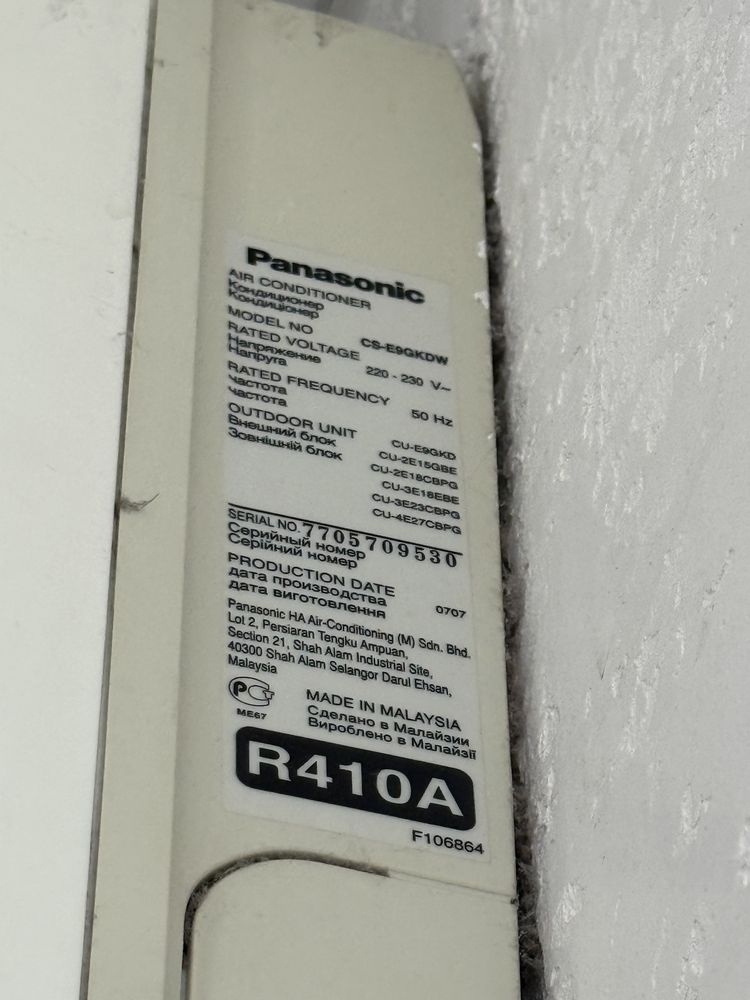 Panasonic
AIR CONDITIONER
Кондиционер
Кондиціонер
MODEL NO CS-E9GKDW
RATED VOLTAGE 220 - 230 V~
Напряжение
Напруга
RATED FREQUENCY 50 Hz
частота
частота
OUTDOOR UNIT CU-E9GKD
Внешний блок CU-2E15GBE
Зовнішній блок CU-2E18CBPG
CU-3E18EBE
CU-3E23CBPG
CU-4E27CBPG
SERIAL NO. 7705709530
Серийный номер
Серійний номер
PRODUCTION DATE 0707
дата производства
дата виготовлення
Panasonic HA Air-Conditioning (M) Sdn. Bhd.
Lot 2, Persiaran Tengku Ampuan,
Section 21, Shah Alam Industrial Site,
40300 Shah Alam Selangor Darul Ehsan,
Malaysia
РСТ
ME67
MADE IN MALAYSIA
Сделано в Малайзии
Вироблено в Малайзії
R410A
F106864